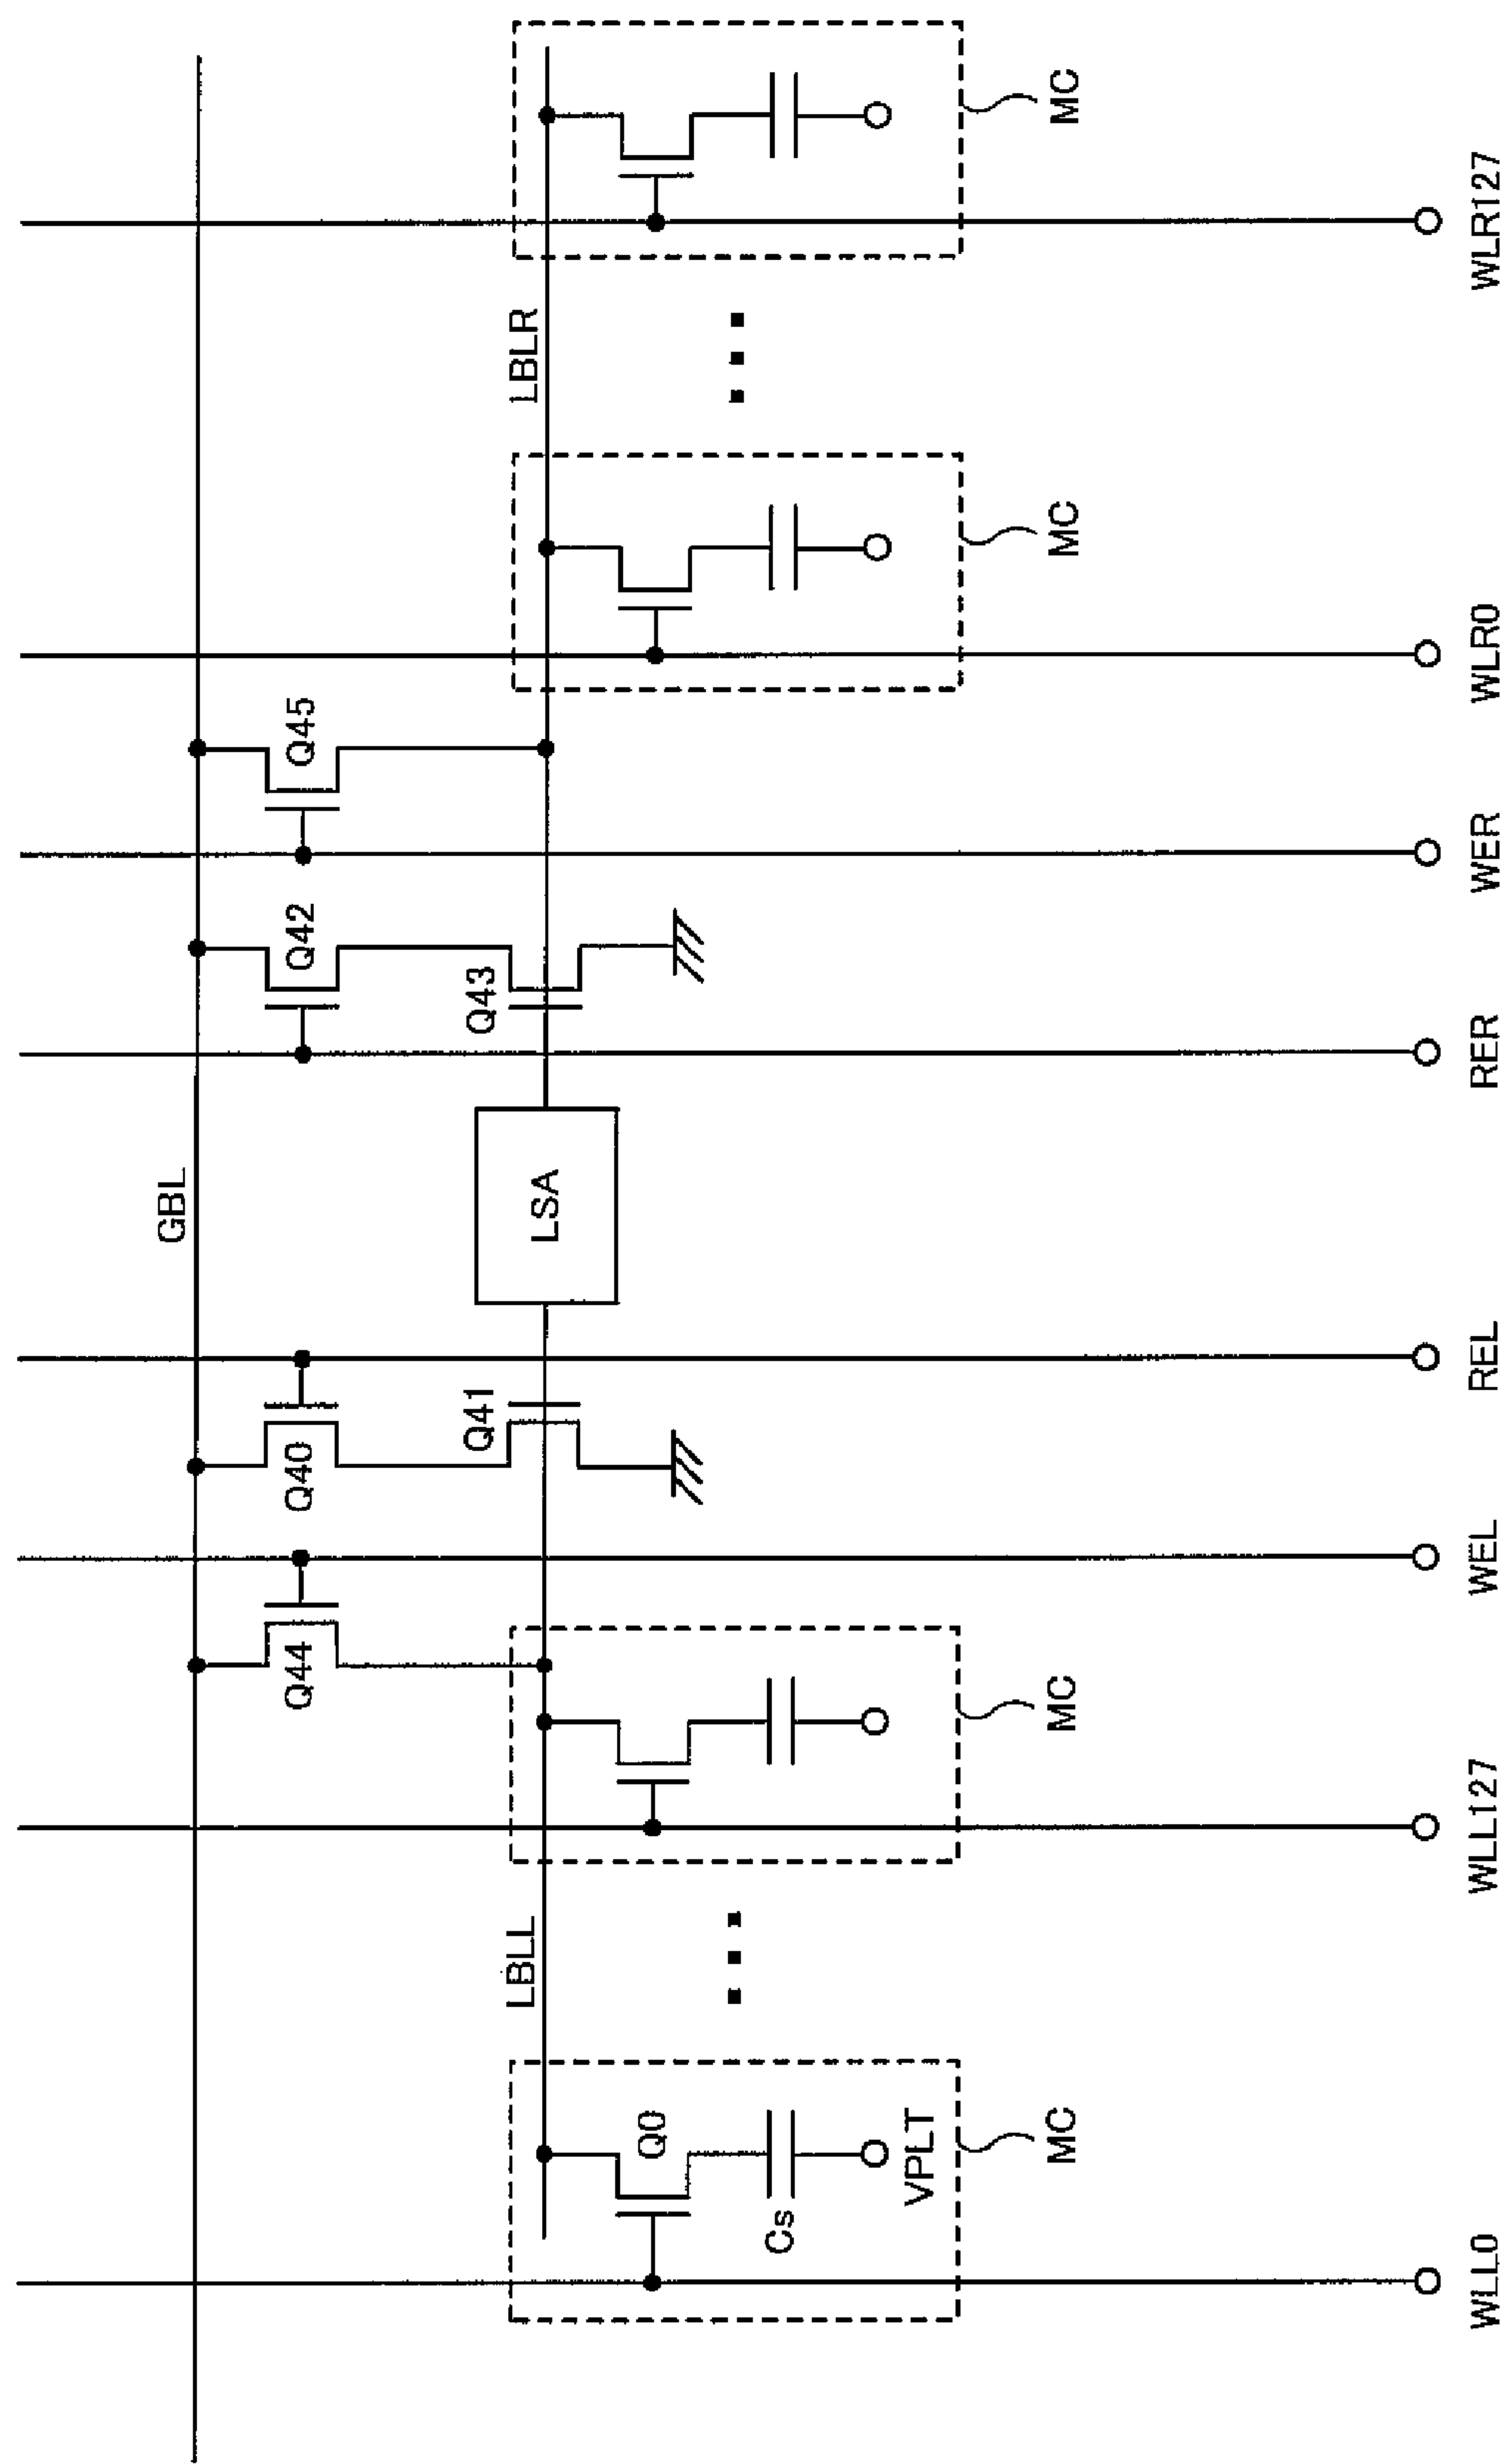 GBL
Q44
Q40
Q42
Q45
LBLL
Q41
LSA
Q43
LBLR
Q0
Cs
VPLT
MC
MC
MC
MC
WLL0
WLL127
WEL
REL
RER
WER
WLR0
WLR127